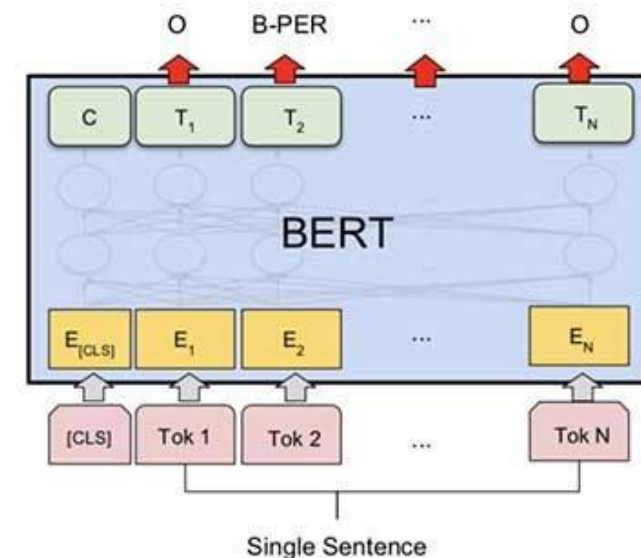 O B-PER ... O
C T1 T2 ... TN
BERT
...
E[CLS] E1 E2 ... EN
[CLS] Tok 1 Tok 2 ... Tok N
Single Sentence